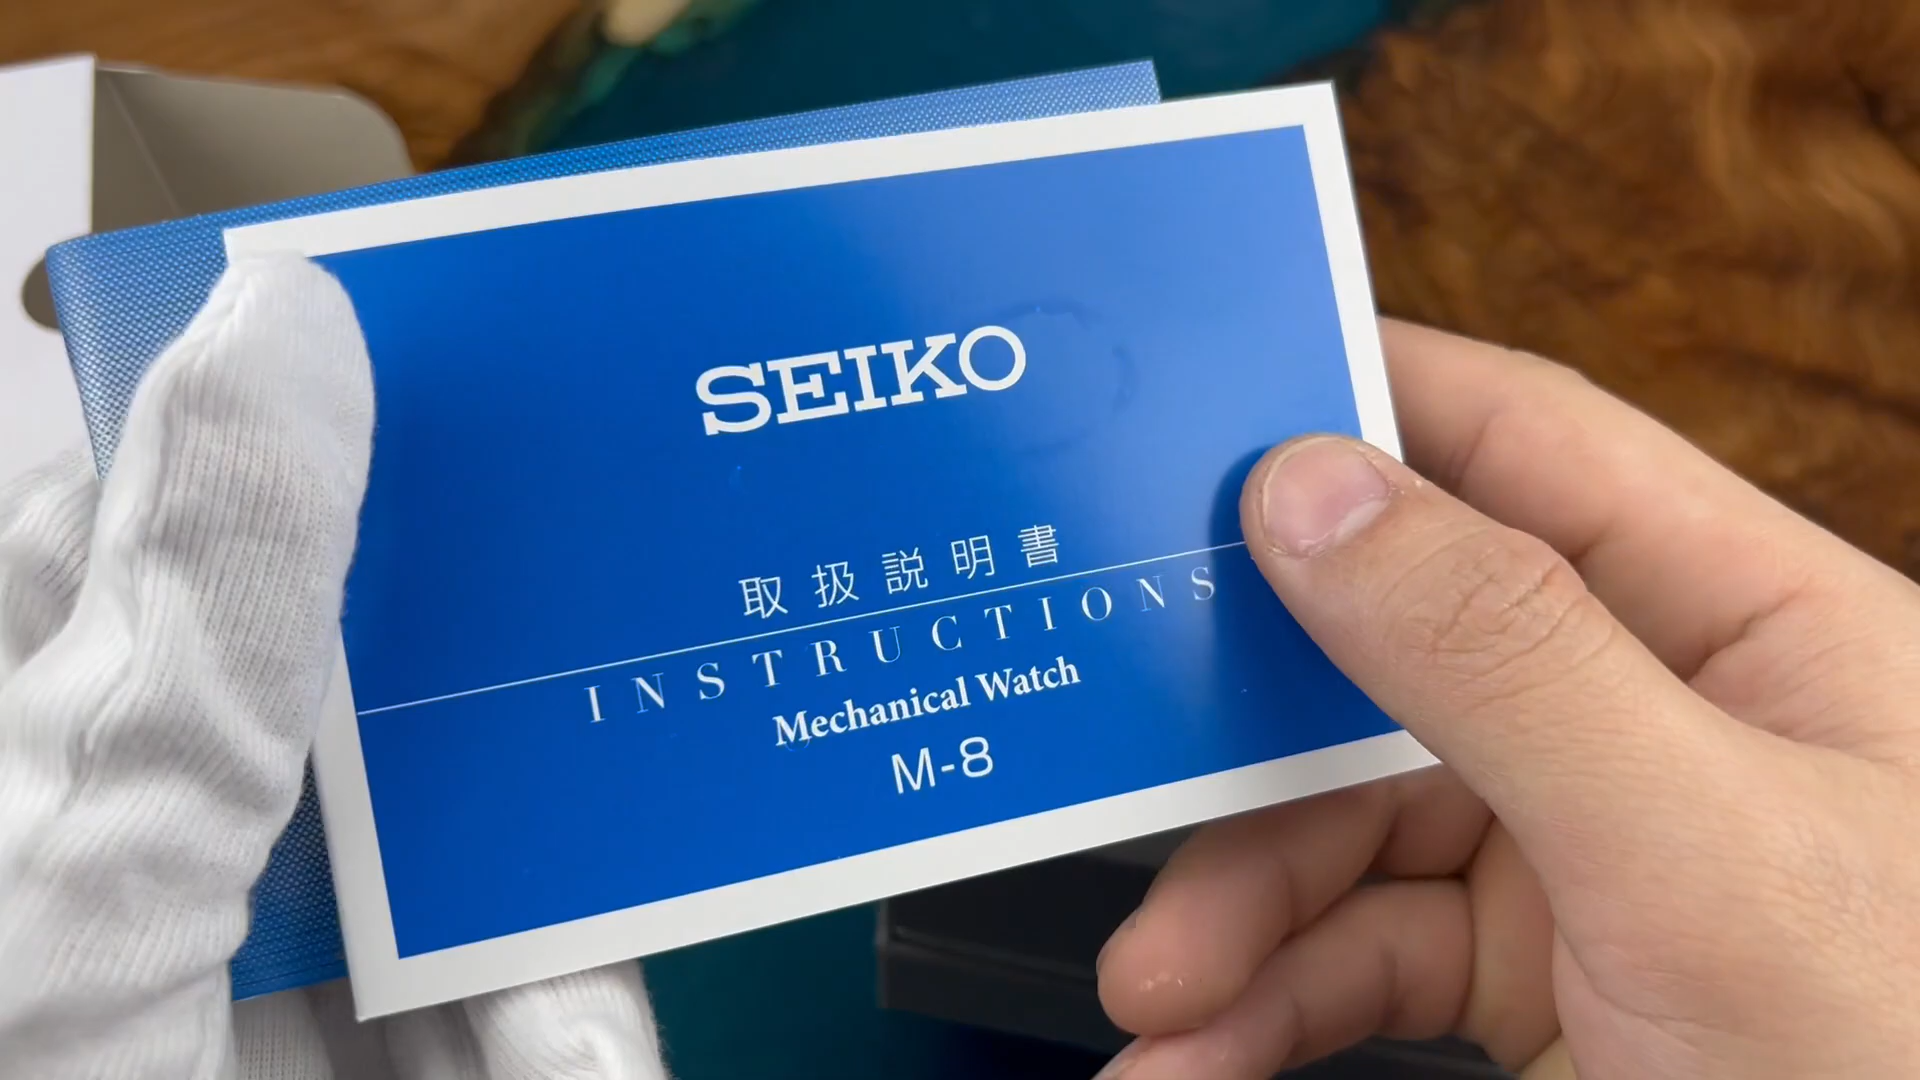 SEIKO
取扱説明書
INSTRUCTIONS
Mechanical Watch
M-8